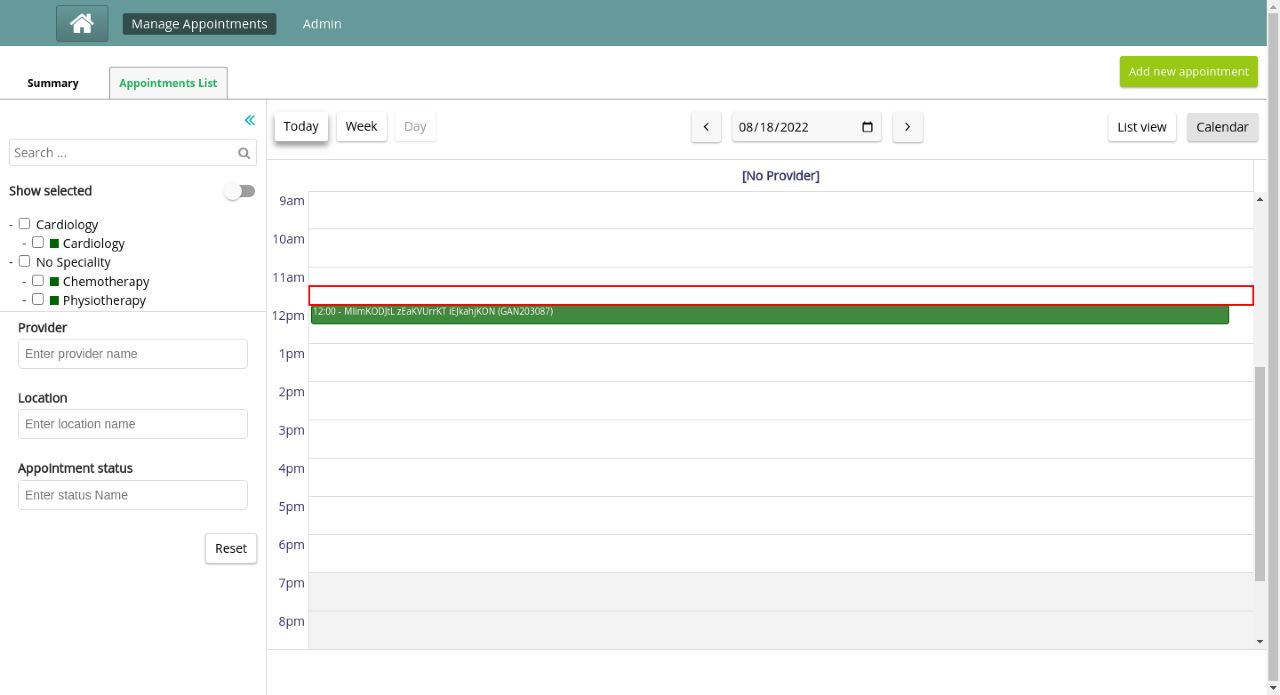 Manage Appointments Admin
Summary Appointments List Add new appointment
Today Week Day 08/18/2022 List view Calendar
Search ...
Show selected
- Cardiology
- Cardiology
- No Speciality
- Chemotherapy
- Physiotherapy
Provider
Enter provider name
Location
Enter location name
Appointment status
Enter status Name
Reset
[No Provider]
9am
10am
11am
12pm
12:00 - MlimKODJtL zEaKVUrrKT iEJkahjKON (GAN203087)
1pm
2pm
3pm
4pm
5pm
6pm
7pm
8pm